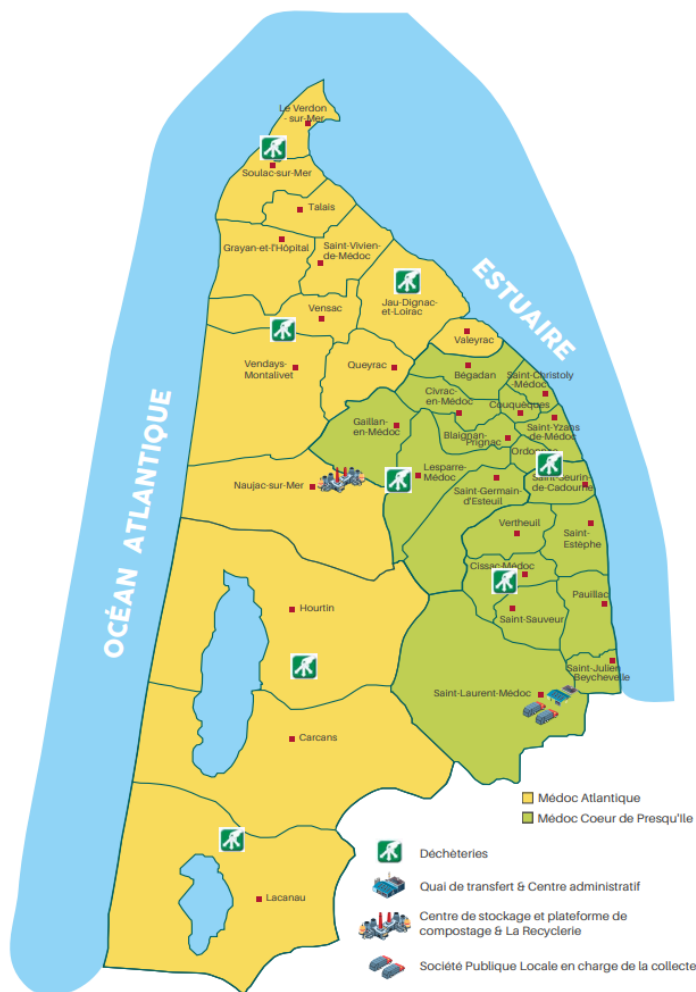 Le Verdon
-sur-Mer
Soulac-sur-Mer
Talais
Grayan-et-l'Hôpital
Saint-Vivien-
de-Médoc
Jau-Dignac-
et-Loirac
ESTUAIRE
Vensac
Valeyrac
Vendays-
Montalivet
Queyrac
Bégadan
Saint-Christoly
-Médoc
Civrac-
en-Médoc
Couquèques
Gaillan-
en-Médoc
Saint-Yzans
de-Médoc
Blaignan-
Prignac
OCÉAN ATLANTIQUE
Naujac-sur-Mer
Lesparre-
Médoc
Saint-Seurin-
de-Cadourne
Saint-Germain-
d'Esteuil
Vertheuil
Saint-
Estèphe
Cissac-Médoc
Hourtin
Pauillac
Saint-Sauveur
Saint-Julien
Beychevelle
Saint-Laurent-Médoc
Carcans
Médoc Atlantique
Médoc Coeur de Presqu'Ile
Déchèteries
Quai de transfert & Centre administratif
Lacanau
Centre de stockage et plateforme de
compostage & La Recyclerie
Société Publique Locale en charge de la collecte